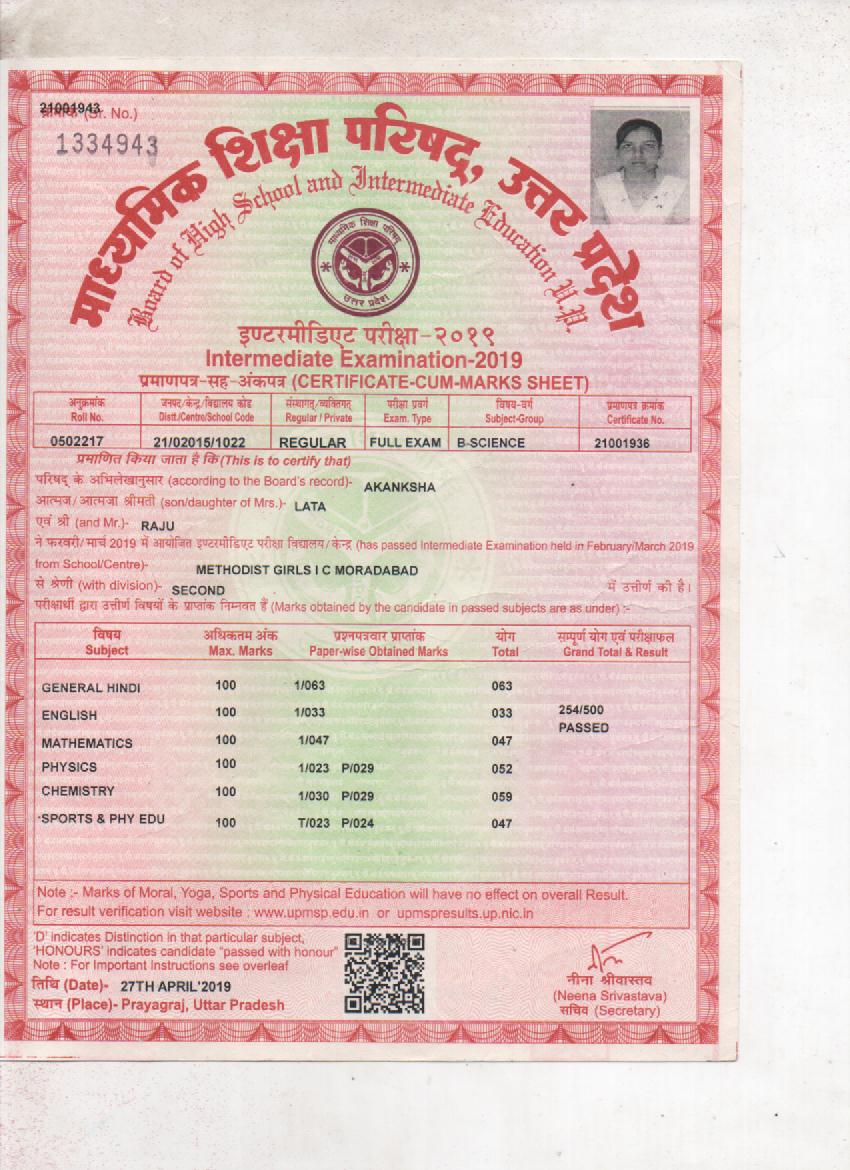 21001943
क्रमांक (Sr. No.)
1334943
माध्यमिक शिक्षा परिषद्, उत्तर प्रदेश
Board of High School and Intermediate Education U.P.
माध्यमिक शिक्षा परिषद्
उत्तर प्रदेश
इण्टरमीडिएट परीक्षा-२०१९
Intermediate Examination-2019
प्रमाणपत्र-सह-अंकपत्र (CERTIFICATE-CUM-MARKS SHEET)
अनुक्रमांक जनपद/केन्द्र/विद्यालय कोड संस्थागत/व्यक्तिगत परीक्षा प्रवर्ग विषय-वर्ग प्रमाणपत्र क्रमांक
Roll No. Distt./Centre/School Code Regular / Private Exam. Type Subject-Group Certificate No.
0502217 21/02015/1022 REGULAR FULL EXAM B-SCIENCE 21001936
प्रमाणित किया जाता है कि (This is to certify that)
परिषद् के अभिलेखानुसार (according to the Board's record)- AKANKSHA
आत्मज/आत्मजा श्रीमती (son/daughter of Mrs.)- LATA
एवं श्री (and Mr.)- RAJU
ने फरवरी/मार्च 2019 में आयोजित इण्टरमीडिएट परीक्षा विद्यालय/केन्द्र (has passed Intermediate Examination held in February/March 2019
from School/Centre)- METHODIST GIRLS I C MORADABAD
से श्रेणी (with division)- SECOND में उत्तीर्ण की है।
परीक्षार्थी द्वारा उत्तीर्ण विषयों के प्राप्तांक निम्नवत हैं (Marks obtained by the candidate in passed subjects are as under) :-
विषय अधिकतम अंक प्रश्नपत्रवार प्राप्तांक योग सम्पूर्ण योग एवं परीक्षाफल
Subject Max. Marks Paper-wise Obtained Marks Total Grand Total & Result
GENERAL HINDI 100 1/063 063
ENGLISH 100 1/033 033 254/500
PASSED
MATHEMATICS 100 1/047 047
PHYSICS 100 1/023 P/029 052
CHEMISTRY 100 1/030 P/029 059
SPORTS & PHY EDU 100 T/023 P/024 047
Note :- Marks of Moral, Yoga, Sports and Physical Education will have no effect on overall Result.
For result verification visit website : www.upmsp.edu.in or upmspresults.up.nic.in
'D' indicates Distinction in that particular subject,
'HONOURS' indicates candidate "passed with honour"
Note : For Important Instructions see overleaf
तिथि (Date)- 27TH APRIL'2019
स्थान (Place)- Prayagraj, Uttar Pradesh
नीना श्रीवास्तव
(Neena Srivastava)
सचिव (Secretary)